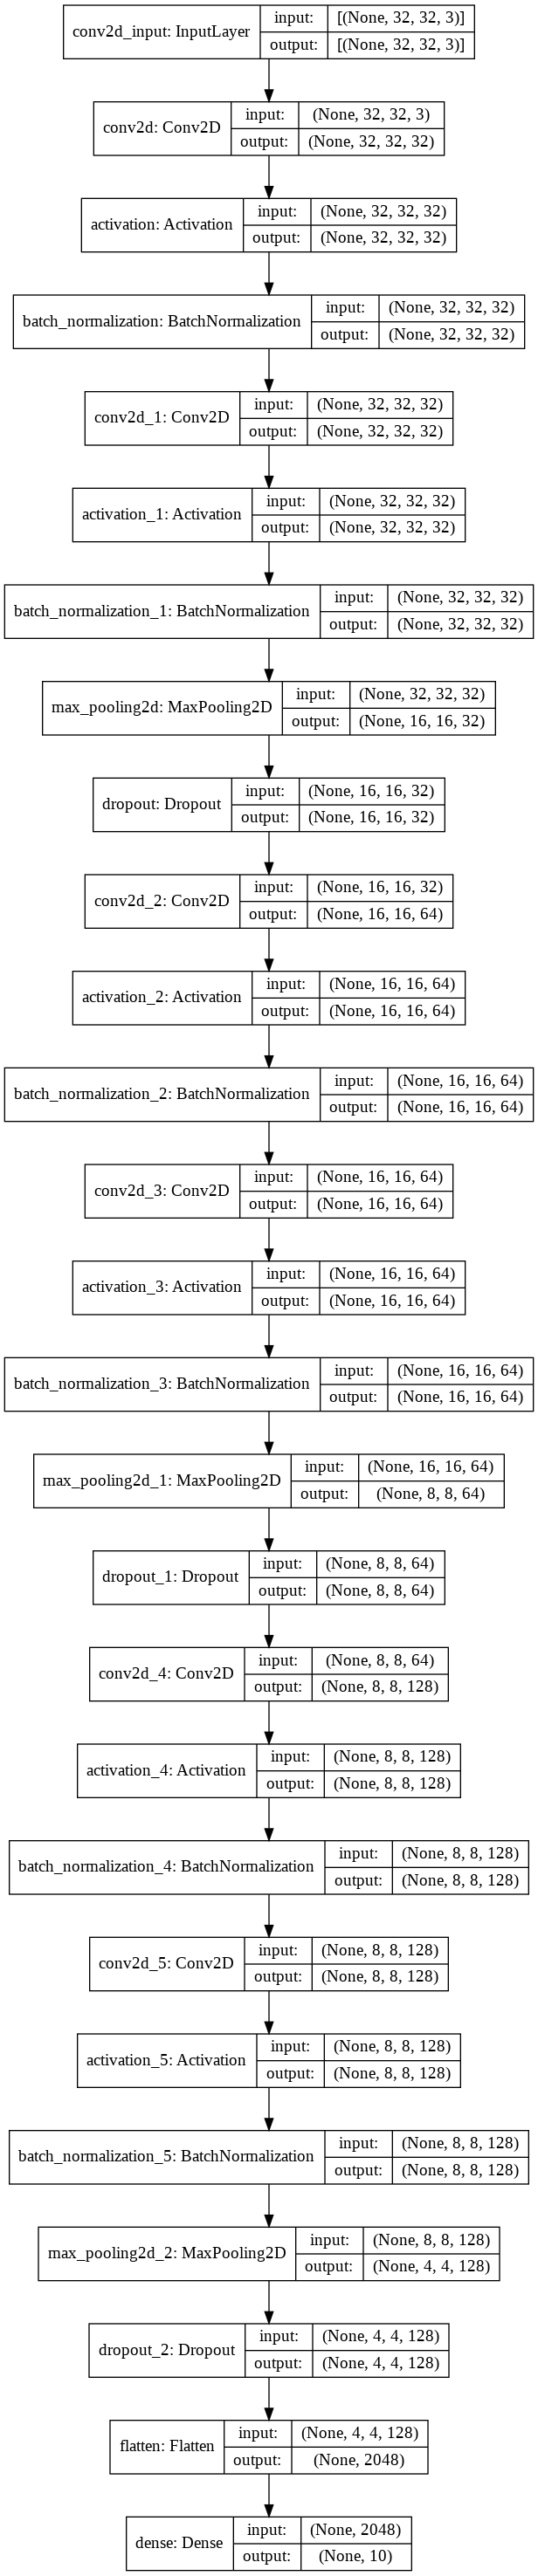 conv2d_input: InputLayer
input: [(None, 32, 32, 3)]
output: [(None, 32, 32, 3)]
conv2d: Conv2D
input: (None, 32, 32, 3)
output: (None, 32, 32, 32)
activation: Activation
input: (None, 32, 32, 32)
output: (None, 32, 32, 32)
batch_normalization: BatchNormalization
input: (None, 32, 32, 32)
output: (None, 32, 32, 32)
conv2d_1: Conv2D
input: (None, 32, 32, 32)
output: (None, 32, 32, 32)
activation_1: Activation
input: (None, 32, 32, 32)
output: (None, 32, 32, 32)
batch_normalization_1: BatchNormalization
input: (None, 32, 32, 32)
output: (None, 32, 32, 32)
max_pooling2d: MaxPooling2D
input: (None, 32, 32, 32)
output: (None, 16, 16, 32)
dropout: Dropout
input: (None, 16, 16, 32)
output: (None, 16, 16, 32)
conv2d_2: Conv2D
input: (None, 16, 16, 32)
output: (None, 16, 16, 64)
activation_2: Activation
input: (None, 16, 16, 64)
output: (None, 16, 16, 64)
batch_normalization_2: BatchNormalization
input: (None, 16, 16, 64)
output: (None, 16, 16, 64)
conv2d_3: Conv2D
input: (None, 16, 16, 64)
output: (None, 16, 16, 64)
activation_3: Activation
input: (None, 16, 16, 64)
output: (None, 16, 16, 64)
batch_normalization_3: BatchNormalization
input: (None, 16, 16, 64)
output: (None, 16, 16, 64)
max_pooling2d_1: MaxPooling2D
input: (None, 16, 16, 64)
output: (None, 8, 8, 64)
dropout_1: Dropout
input: (None, 8, 8, 64)
output: (None, 8, 8, 64)
conv2d_4: Conv2D
input: (None, 8, 8, 64)
output: (None, 8, 8, 128)
activation_4: Activation
input: (None, 8, 8, 128)
output: (None, 8, 8, 128)
batch_normalization_4: BatchNormalization
input: (None, 8, 8, 128)
output: (None, 8, 8, 128)
conv2d_5: Conv2D
input: (None, 8, 8, 128)
output: (None, 8, 8, 128)
activation_5: Activation
input: (None, 8, 8, 128)
output: (None, 8, 8, 128)
batch_normalization_5: BatchNormalization
input: (None, 8, 8, 128)
output: (None, 8, 8, 128)
max_pooling2d_2: MaxPooling2D
input: (None, 8, 8, 128)
output: (None, 4, 4, 128)
dropout_2: Dropout
input: (None, 4, 4, 128)
output: (None, 4, 4, 128)
flatten: Flatten
input: (None, 4, 4, 128)
output: (None, 2048)
dense: Dense
input: (None, 2048)
output: (None, 10)